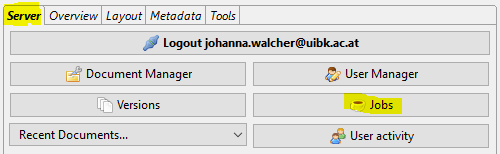 Server Overview Layout Metadata Tools
Logout johanna.walcher@uibk.ac.at
Document Manager User Manager
Versions Jobs
Recent Documents... User activity